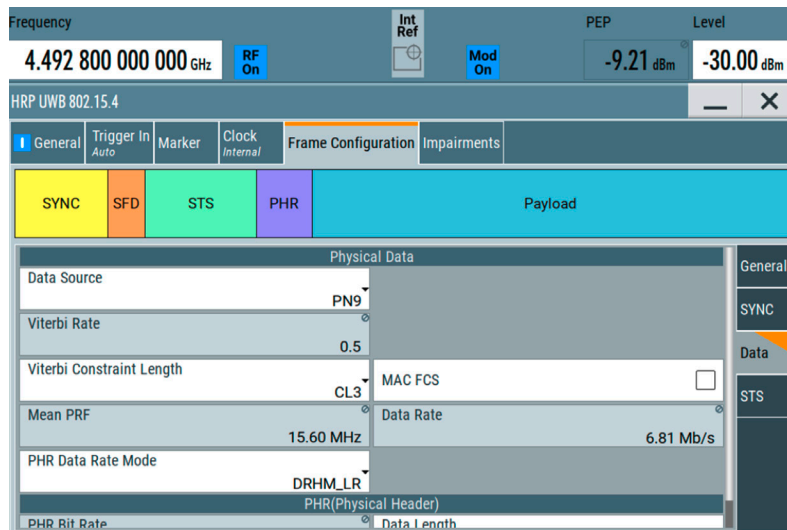 Frequency
Int
Ref
PEP
Level
4.492 800 000 000 GHz
RF
On
Mod
On
-9.21 dBm
-30.00 dBm
HRP UWB 802.15.4
General
Trigger In
Auto
Marker
Clock
Internal
Frame Configuration
Impairments
SYNC
SFD
STS
PHR
Payload
Physical Data
General
SYNC
Data
STS
Data Source
PN9
Viterbi Rate
0.5
Viterbi Constraint Length
CL3
MAC FCS
Mean PRF
15.60 MHz
Data Rate
6.81 Mb/s
PHR Data Rate Mode
DRHM_LR
PHR(Physical Header)
PHR Bit Rate
Data Length